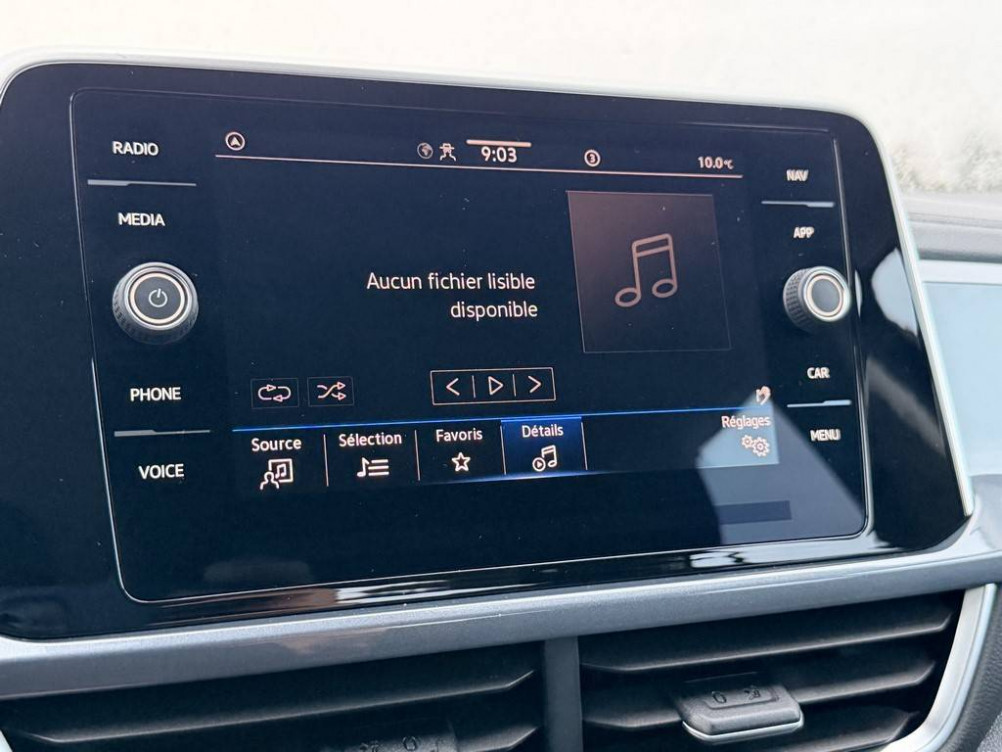 RADIO
MEDIA
PHONE
VOICE
9:03
3
10.0°C
Aucun fichier lisible
disponible
Source
Sélection
Favoris
Détails
Réglages
NAV
APP
CAR
MENU